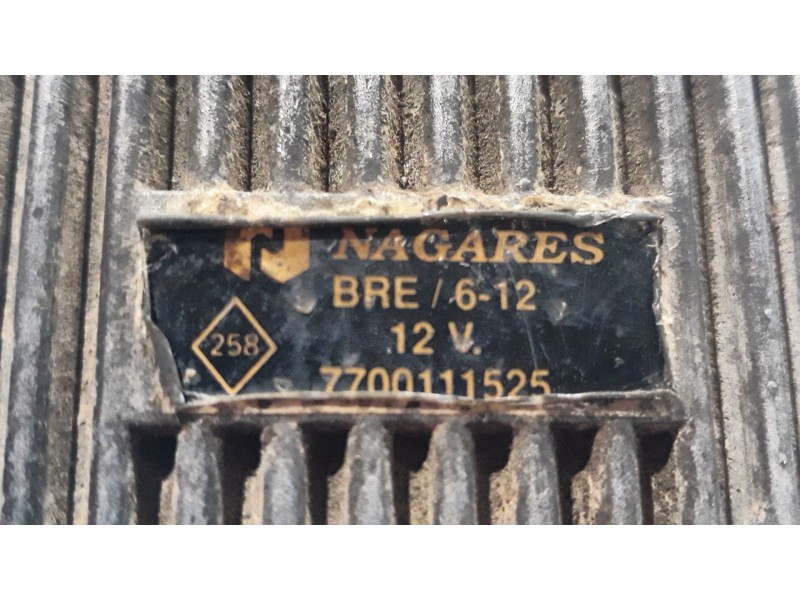 NAGARES
BRE / 6-12
258
12 V.
7700111525